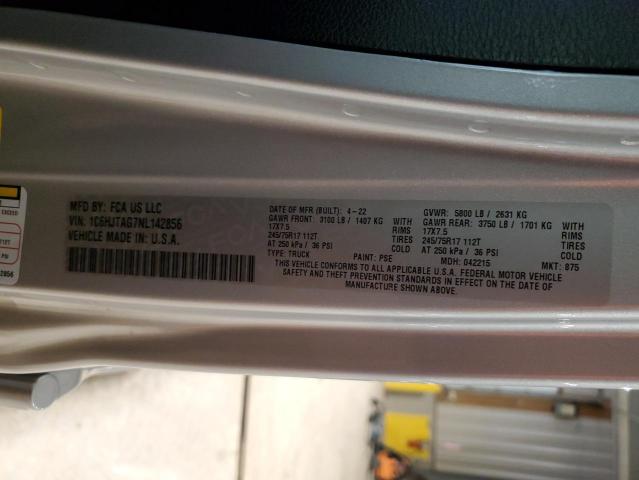 EXCEED
112T
PSI
2856
MFD BY: FCA US LLC
VIN: 1C6HJTAG7NL142856
VEHICLE MADE IN U.S.A.
DATE OF MFR (BUILT): 4-22
GAWR FRONT: 3100 LB / 1407 KG WITH
17X7.5 RIMS
245/75R17 112T TIRES
AT 250 kPa / 36 PSI COLD
TYPE: TRUCK PAINT: PSE
GVWR: 5800 LB / 2631 KG
GAWR REAR: 3750 LB / 1701 KG WITH
17X7.5 RIMS
245/75R17 112T TIRES
AT 250 kPa / 36 PSI COLD
MDH: 042215 MKT: 875
THIS VEHICLE CONFORMS TO ALL APPLICABLE U.S.A. FEDERAL MOTOR VEHICLE
SAFETY AND THEFT PREVENTION STANDARDS IN EFFECT ON THE DATE OF
MANUFACTURE SHOWN ABOVE.